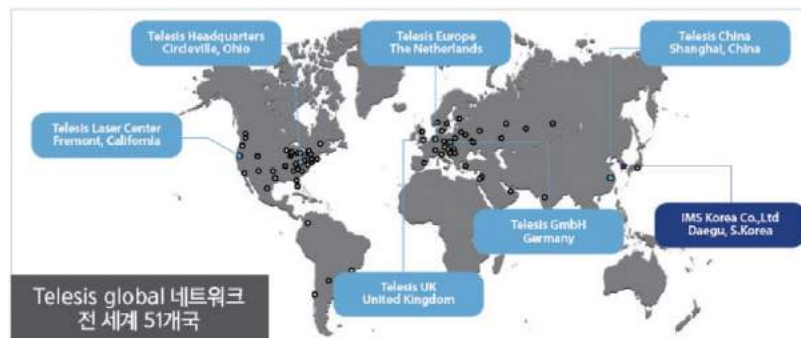 Telesis Headquarters
Circleville, Ohio
Telesis Europe
The Netherlands
Telesis China
Shanghai, China
Telesis Laser Center
Fremont, California
Telesis GmbH
Germany
IMS Korea Co.,Ltd
Daegu, S.Korea
Telesis UK
United Kingdom
Telesis global 네트워크
전 세계 51개국